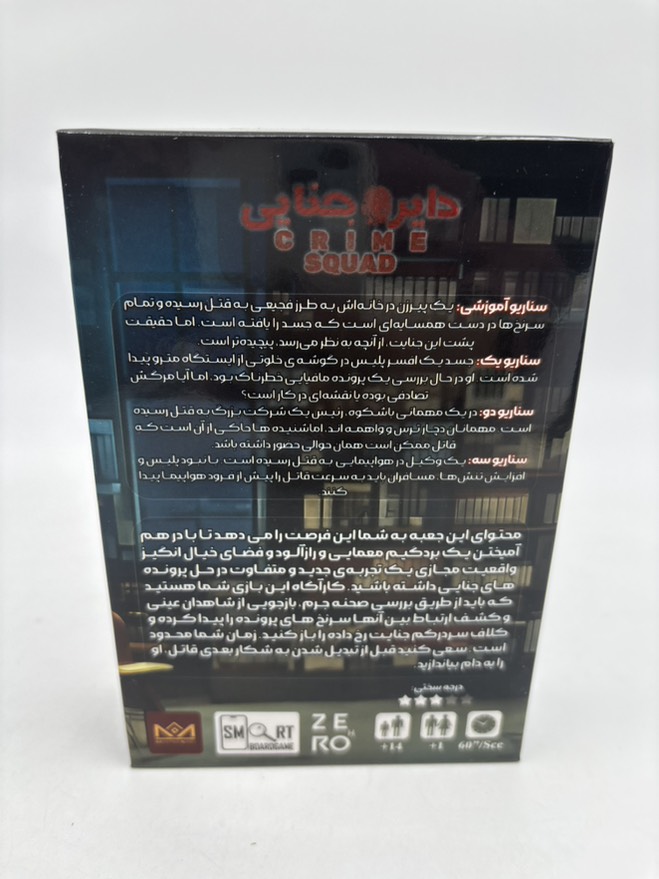 دایره جنایی
CRIME
SQUAD
سناریو آموزشی: یک پیرزن در خانه‌اش به طرز فجیعی به قتل رسیده و تمام
سرنخ‌ها در دست همسایه‌ای است که جسد را یافته است. اما حقیقت
پشت این جنایت، از آنچه به نظر می‌رسد، پیچیده‌تر است
سناریو یک: جسد یک افسر پلیس در گوشه‌ی خلوتی از ایستگاه مترو پیدا
شده است. او در حال بررسی یک پرونده مافیایی خطرناک بود. اما آیا مرگش
تصادفی بوده یا نقشه‌ای در کار است؟
سناریو دو: در یک مهمانی باشکوه، رئیس یک شرکت بزرگ به قتل رسیده
است. مهمانان دچار ترس و واهمه اند. اما شنیده ها حاکی از آن است که
قاتل ممکن است همان حوالی حضور داشته باشد.
سناریو سه: یک وکیل در هواپیمایی به قتل رسیده است. با نبود پلیس و
افزایش تنش‌ها، مسافران باید به سرعت قاتل را پیش از فرود هواپیما پیدا
کنند.
محتوای این جعبه به شما این فرصت را می دهد تا با در هم
آمیختن یک بردگیم معمایی و رازآلود و فضای خیال انگیز
واقعیت مجازی یک تجربه‌ی جدید و متفاوت در حل پرونده
های جنایی داشته باشید. کارآگاه این بازی شما هستید
که باید از طریق بررسی صحنه جرم، بازجویی از شاهدان عینی
و کشف ارتباط بین آنها سرنخ های پرونده را پیدا کرده و
کلاف سردرگم جنایت رخ داده را باز کنید. زمان شما محدود
است. سعی کنید قبل از تبدیل شدن به شکار بعدی قاتل، او
را به دام بیاندازید.
درجه سختی:
SMART
BOARDGAME
ZE
RO
+14
+1
60"/Sce